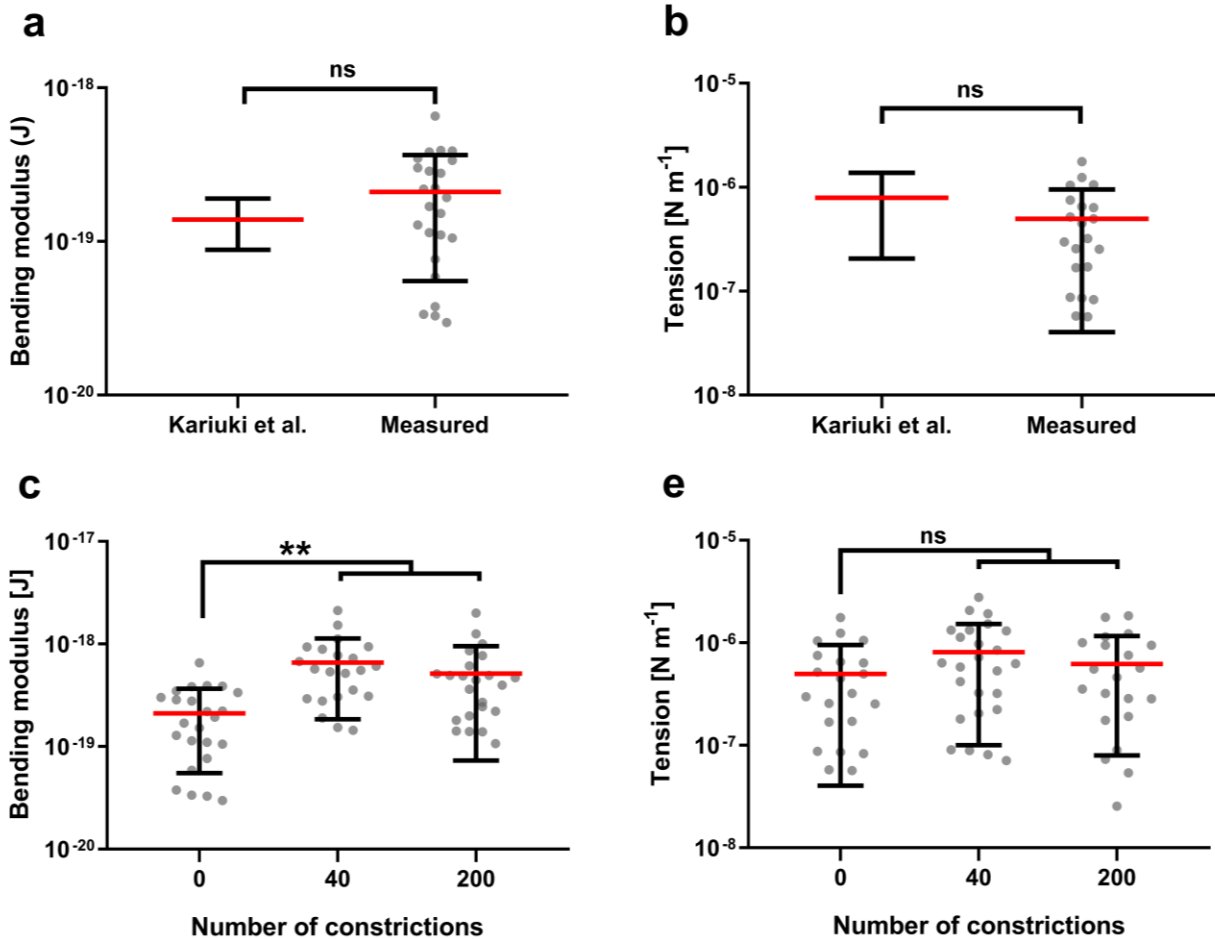 a
ns
10-18
10-19
10-20
Bending modulus (J)
Kariuki et al.
Measured
b
ns
10-5
10-6
10-7
10-8
Tension [N m-1]
Kariuki et al.
Measured
c
**
10-17
10-18
10-19
10-20
Bending modulus [J]
0 40 200
Number of constrictions
e
ns
10-5
10-6
10-7
10-8
Tension [N m-1]
0 40 200
Number of constrictions